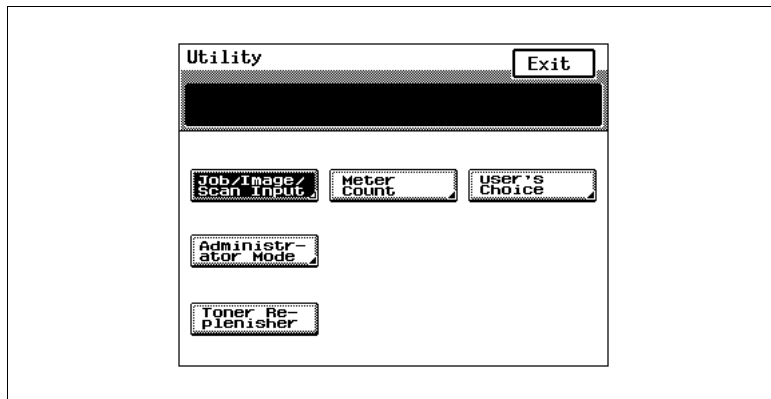 Utility
Exit
Job/Image/
Scan Input
Meter
Count
User's
Choice
Administr-
ator Mode
Toner Re-
plenisher